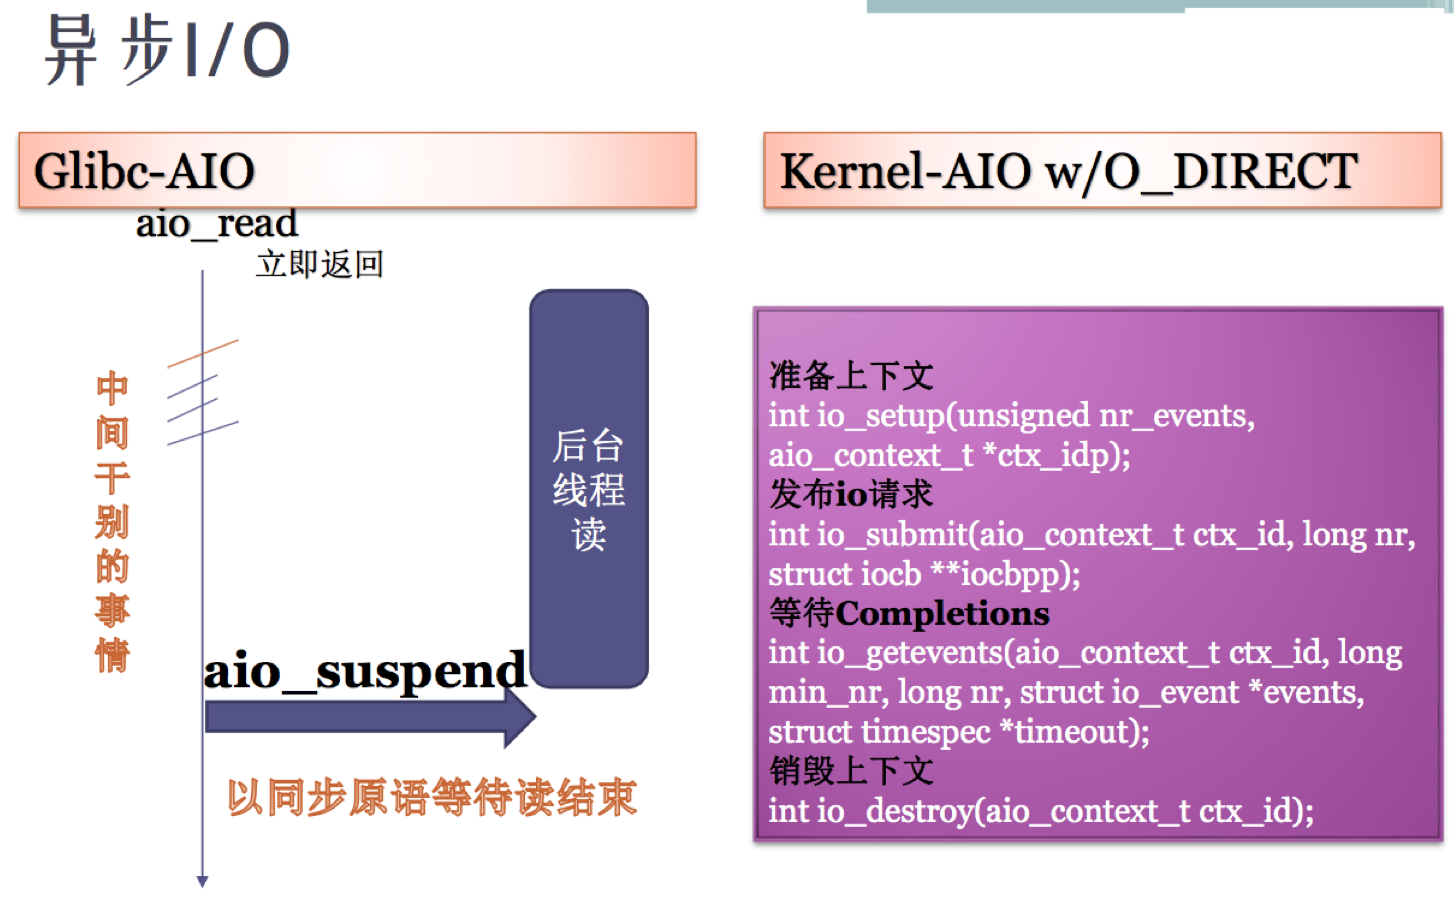 异步I/O
Glibc-AIO
aio_read
立即返回
中
间
干
别
的
事
情
后台
线程
读
aio_suspend
以同步原语等待读结束
Kernel-AIO w/O_DIRECT
准备上下文
int io_setup(unsigned nr_events,
aio_context_t *ctx_idp);
发布io请求
int io_submit(aio_context_t ctx_id, long nr,
struct iocb **iocbpp);
等待Completions
int io_getevents(aio_context_t ctx_id, long
min_nr, long nr, struct io_event *events,
struct timespec *timeout);
销毁上下文
int io_destroy(aio_context_t ctx_id);